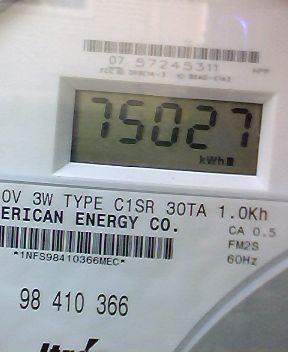 07 57245311
75027
kWh
0V 3W TYPE C1SR 30TA 1.0Kh
ERICAN ENERGY CO.
CA 0.5
*1NFS98410366MEC*
FM2S
60Hz
98 410 366